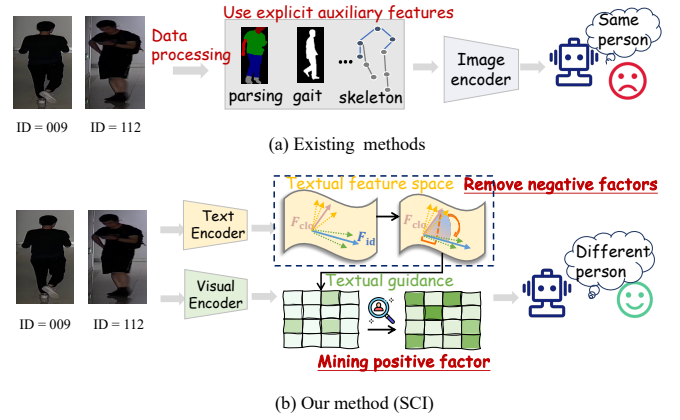 Use explicit auxiliary features
Data
processing
parsing gait ... skeleton
Image
encoder
Same
person
ID = 009 ID = 112
(a) Existing methods
Textual feature space
Remove negative factors
Text
Encoder
F_clo
F_id
F_clo
Visual
Encoder
Textual guidance
Different
person
ID = 009 ID = 112
Mining positive factor
(b) Our method (SCI)